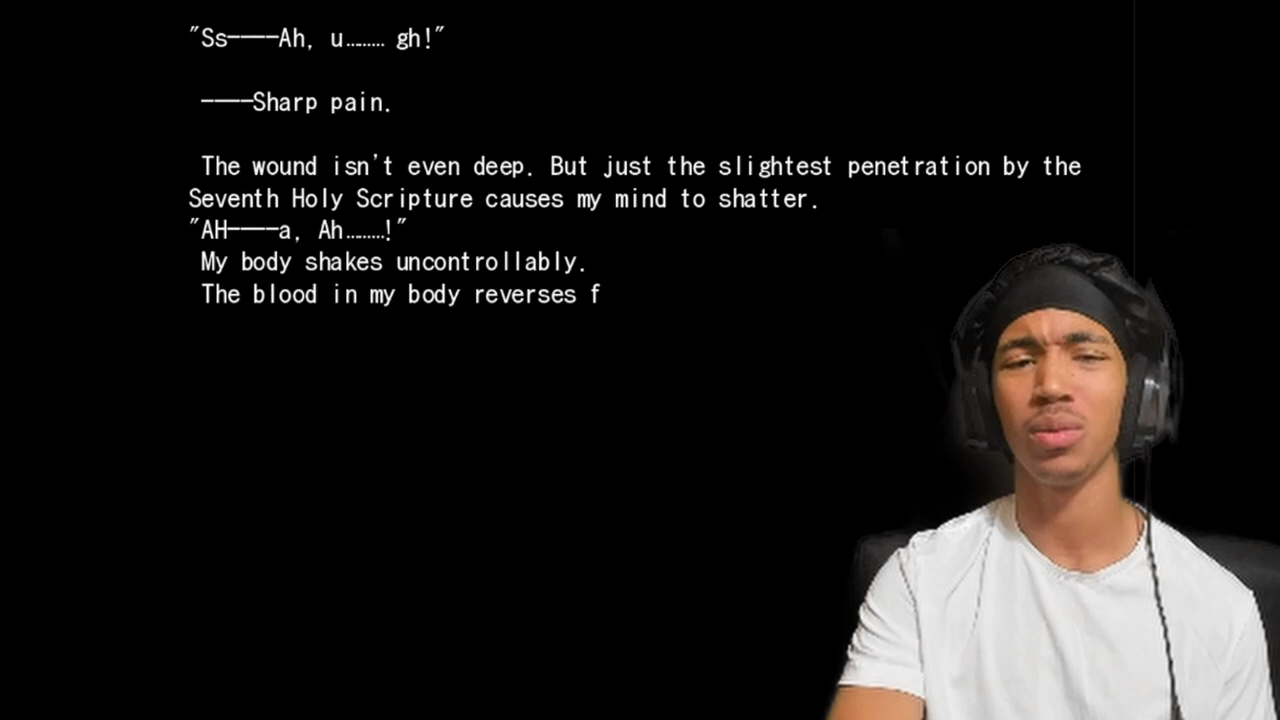 "Ss────Ah, u……… gh!"
────Sharp pain.
The wound isn't even deep. But just the slightest penetration by the
Seventh Holy Scripture causes my mind to shatter.
"AH────a, Ah………!"
My body shakes uncontrollably.
The blood in my body reverses f